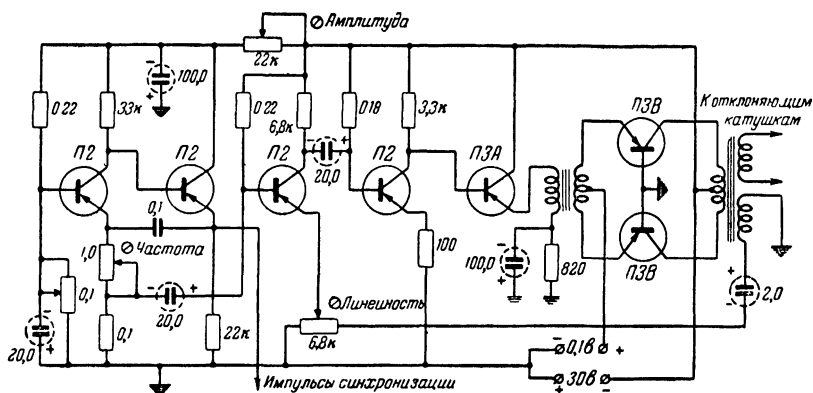 Амплитуда
22к
100,0
0,22
33к
0,22
6,8к
0,18
3,3к
П3В
К отклоняющим
катушкам
П2
П2
П2
20,0
П2
П3А
0,1
Частота
1,0
100
100,0
820
П3В
0,1
20,0
Линейность
2,0
20,0
0,1
22к
6,8к
0,1в
30в
Импульсы синхронизации